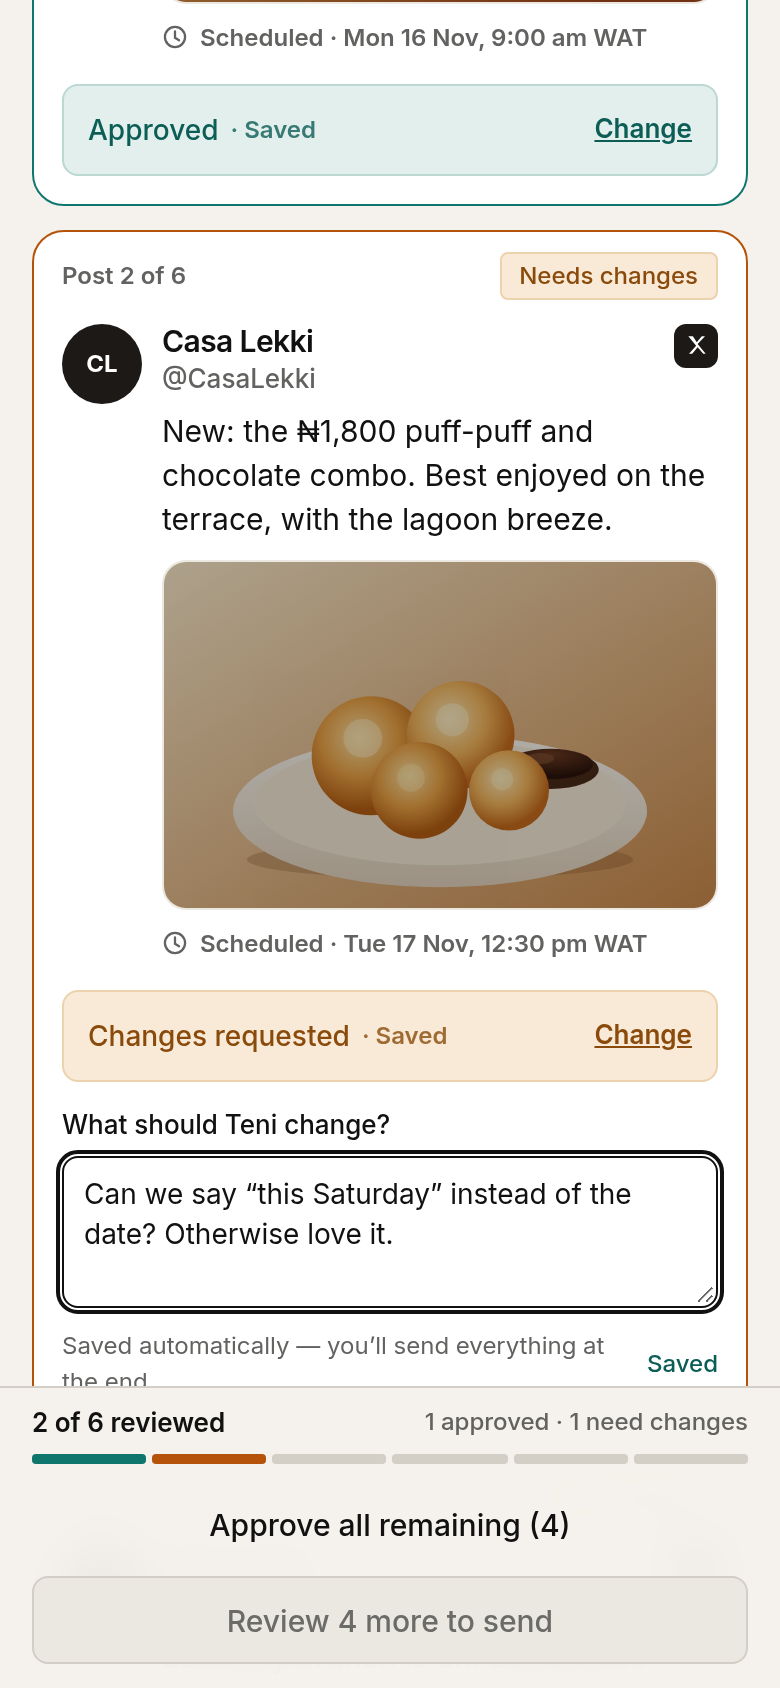 Scheduled · Mon 16 Nov, 9:00 am WAT
Approved · Saved Change
Post 2 of 6 Needs changes
CL Casa Lekki X
@CasaLekki
New: the ₦1,800 puff-puff and
chocolate combo. Best enjoyed on the
terrace, with the lagoon breeze.
Scheduled · Tue 17 Nov, 12:30 pm WAT
Changes requested · Saved Change
What should Teni change?
Can we say “this Saturday” instead of the
date? Otherwise love it.
Saved automatically — you’ll send everything at
the end
Saved
2 of 6 reviewed 1 approved · 1 need changes
Approve all remaining (4)
Review 4 more to send